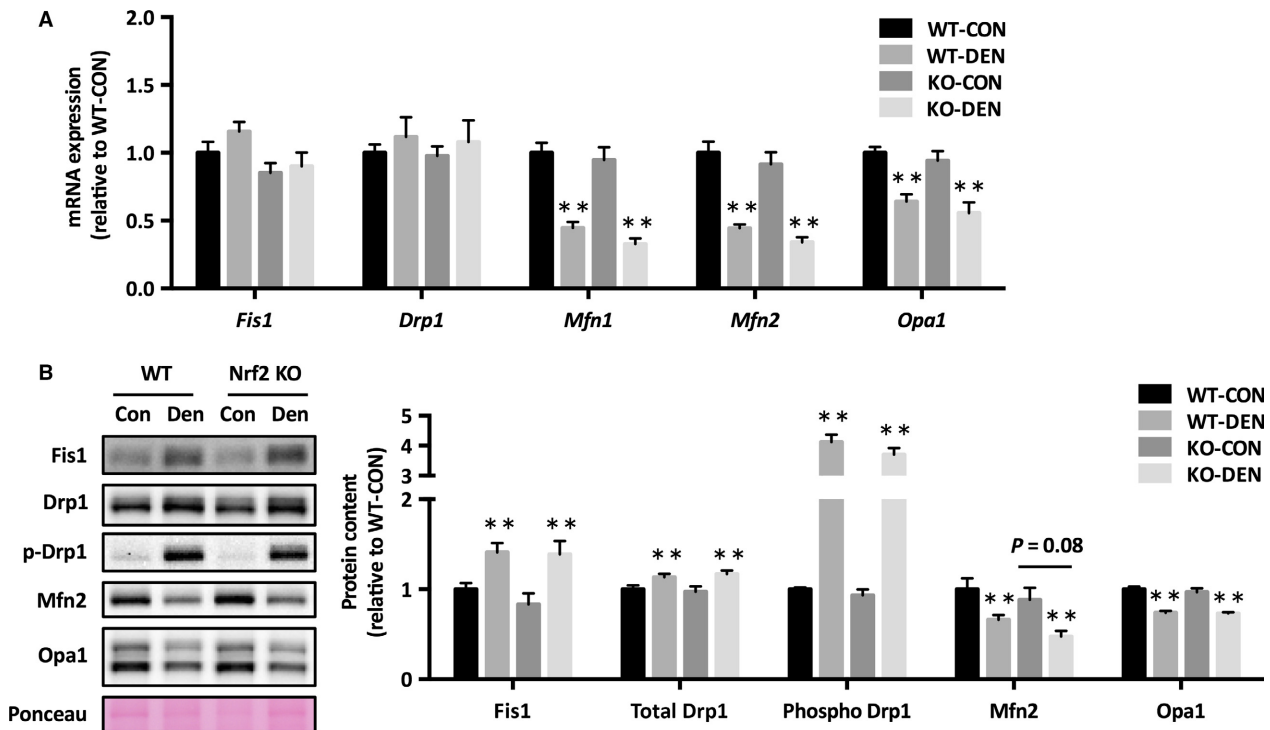 A
mRNA expression
(relative to WT-CON)
2.0
1.5
1.0
0.5
0.0
WT-CON
WT-DEN
KO-CON
KO-DEN
* *
* *
* *
* *
* *
* *
Fis1
Drp1
Mfn1
Mfn2
Opa1
B
WT
Nrf2 KO
Con
Den
Con
Den
Fis1
Drp1
p-Drp1
Mfn2
Opa1
Ponceau
Protein content
(relative to WT-CON)
5
4
3
2
1
0
WT-CON
WT-DEN
KO-CON
KO-DEN
* *
* *
* *
* *
* *
* *
P = 0.08
* *
* *
* *
* *
Fis1
Total Drp1
Phospho Drp1
Mfn2
Opa1